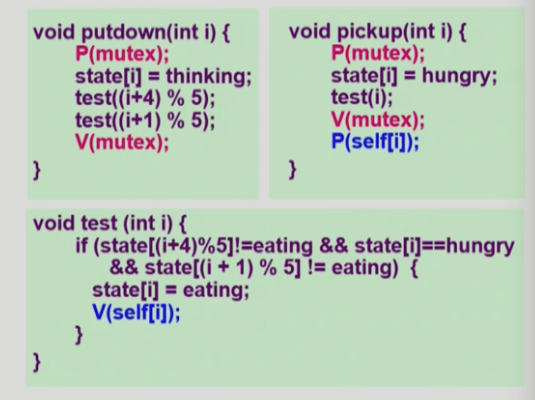 void putdown(int i) {
P(mutex);
state[i] = thinking;
test((i+4) % 5);
test((i+1) % 5);
V(mutex);
}
void pickup(int i) {
P(mutex);
state[i] = hungry;
test(i);
V(mutex);
P(self[i]);
}
void test (int i) {
if (state[(i+4)%5]!=eating && state[i]==hungry
&& state[(i + 1) % 5] != eating) {
state[i] = eating;
V(self[i]);
}
}